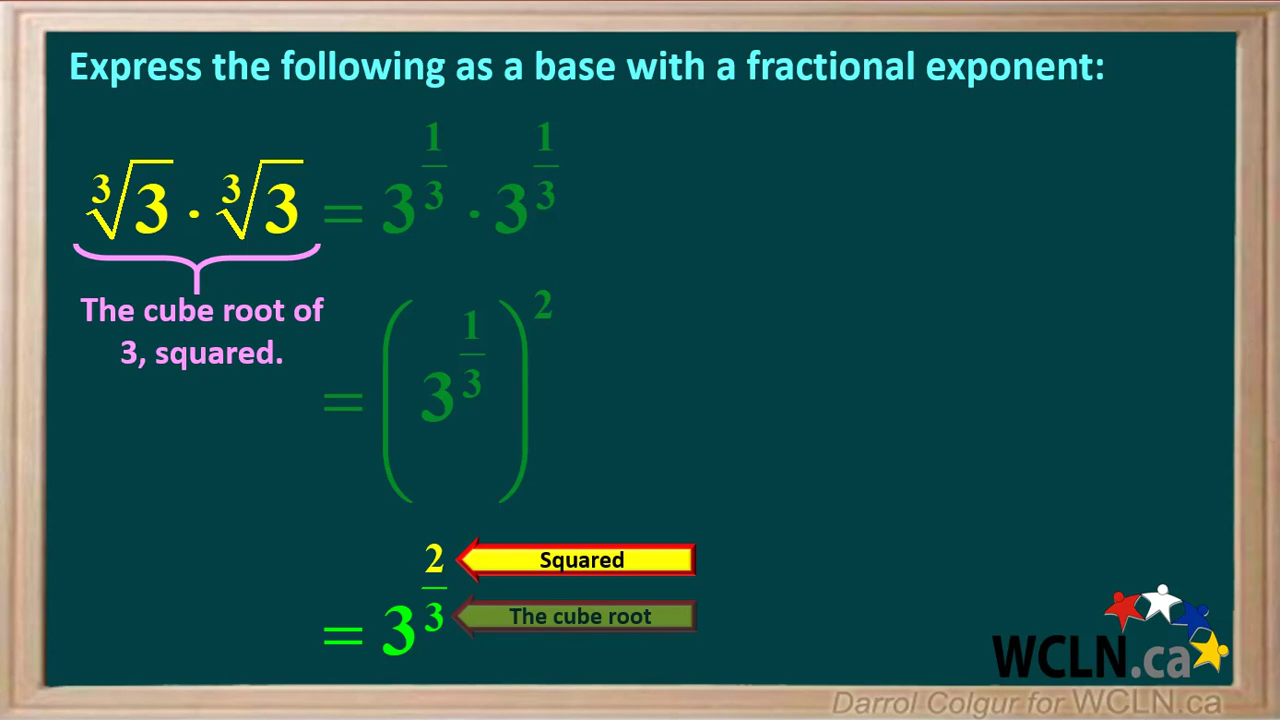 Express the following as a base with a fractional exponent:
∛3 · ∛3 = 3^(1/3) · 3^(1/3)
The cube root of
3, squared.
= (3^(1/3))^2
= 3^(2/3)
Squared
The cube root
WCLN.ca
Darrol Colgur for WCLN.ca